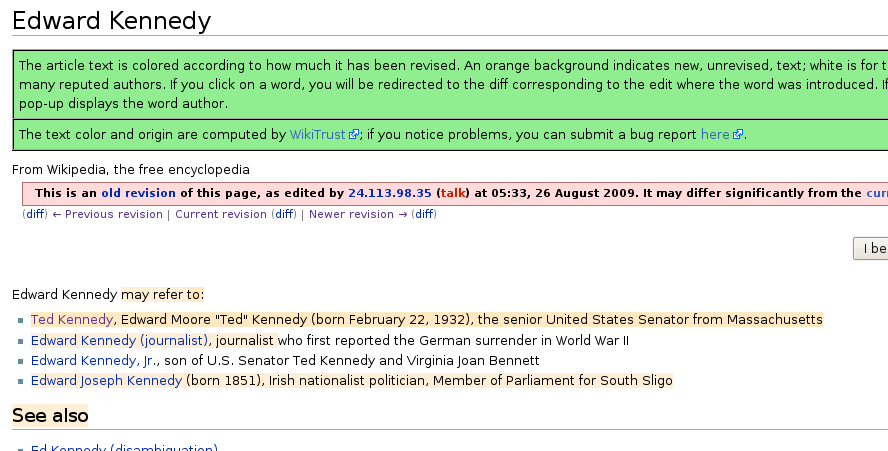 Edward Kennedy
The article text is colored according to how much it has been revised. An orange background indicates new, unrevised, text; white is for
many reputed authors. If you click on a word, you will be redirected to the diff corresponding to the edit where the word was introduced.
pop-up displays the word author.
The text color and origin are computed by WikiTrust; if you notice problems, you can submit a bug report here.
From Wikipedia, the free encyclopedia
This is an old revision of this page, as edited by 24.113.98.35 (talk) at 05:33, 26 August 2009. It may differ significantly from the
(diff) ← Previous revision | Current revision (diff) | Newer revision → (diff)
I be
Edward Kennedy may refer to:
Ted Kennedy, Edward Moore "Ted" Kennedy (born February 22, 1932), the senior United States Senator from Massachusetts
Edward Kennedy (journalist), journalist who first reported the German surrender in World War II
Edward Kennedy, Jr., son of U.S. Senator Ted Kennedy and Virginia Joan Bennett
Edward Joseph Kennedy (born 1851), Irish nationalist politician, Member of Parliament for South Sligo
See also
Ed Kennedy (disambiguation)